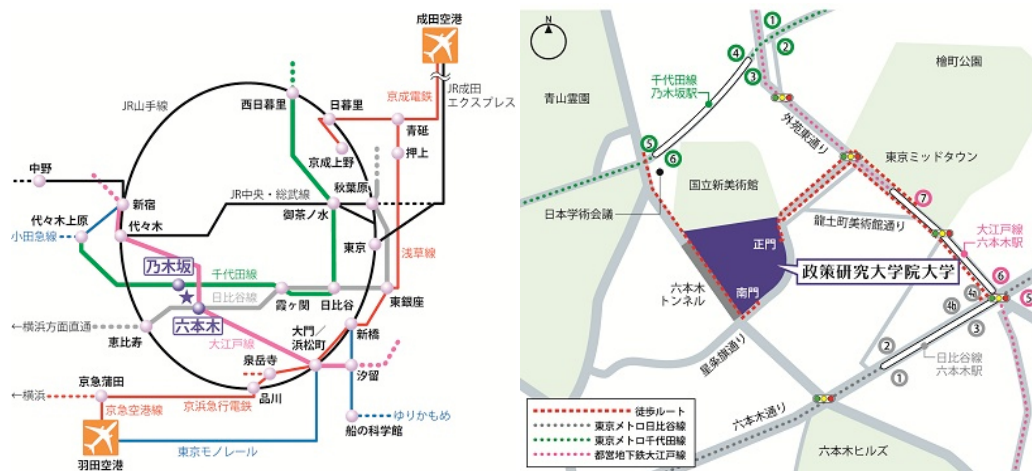 成田空港
JR成田
エクスプレス
京成電鉄
JR山手線
西日暮里
日暮里
青砥
押上
京成上野
中野
新宿
JR中央・総武線
秋葉原
御茶ノ水
代々木上原
小田急線
代々木
東京
浅草線
乃木坂
千代田線
日比谷線
六本木
霞ヶ関
日比谷
東銀座
←横浜方面直通
恵比寿
大江戸線
大門/
浜松町
新橋
泉岳寺
汐留
品川
京急蒲田
←横浜
京急空港線
京浜急行電鉄
ゆりかもめ
船の科学館
東京モノレール
羽田空港
N
青山霊園
千代田線
乃木坂駅
4
1
2
3
5
6
檜町公園
外苑東通り
東京ミッドタウン
国立新美術館
日本学術会議
龍土町美術館通り
7
大江戸線
六本木駅
正門
政策研究大学院大学
南門
六本木
トンネル
6
5
4a
4b
3
2
1
日比谷線
六本木駅
星条旗通り
六本木通り
六本木ヒルズ
徒歩ルート
東京メトロ日比谷線
東京メトロ千代田線
都営地下鉄大江戸線